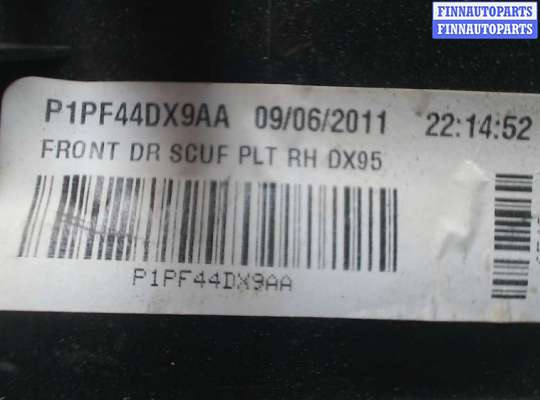 FINNAUTOPARTS
FINNAUTOPARTS
P1PF44DX9AA 09/06/2011 22:14:52
FRONT DR SCUF PLT RH DX95
P1PF44DX9AA